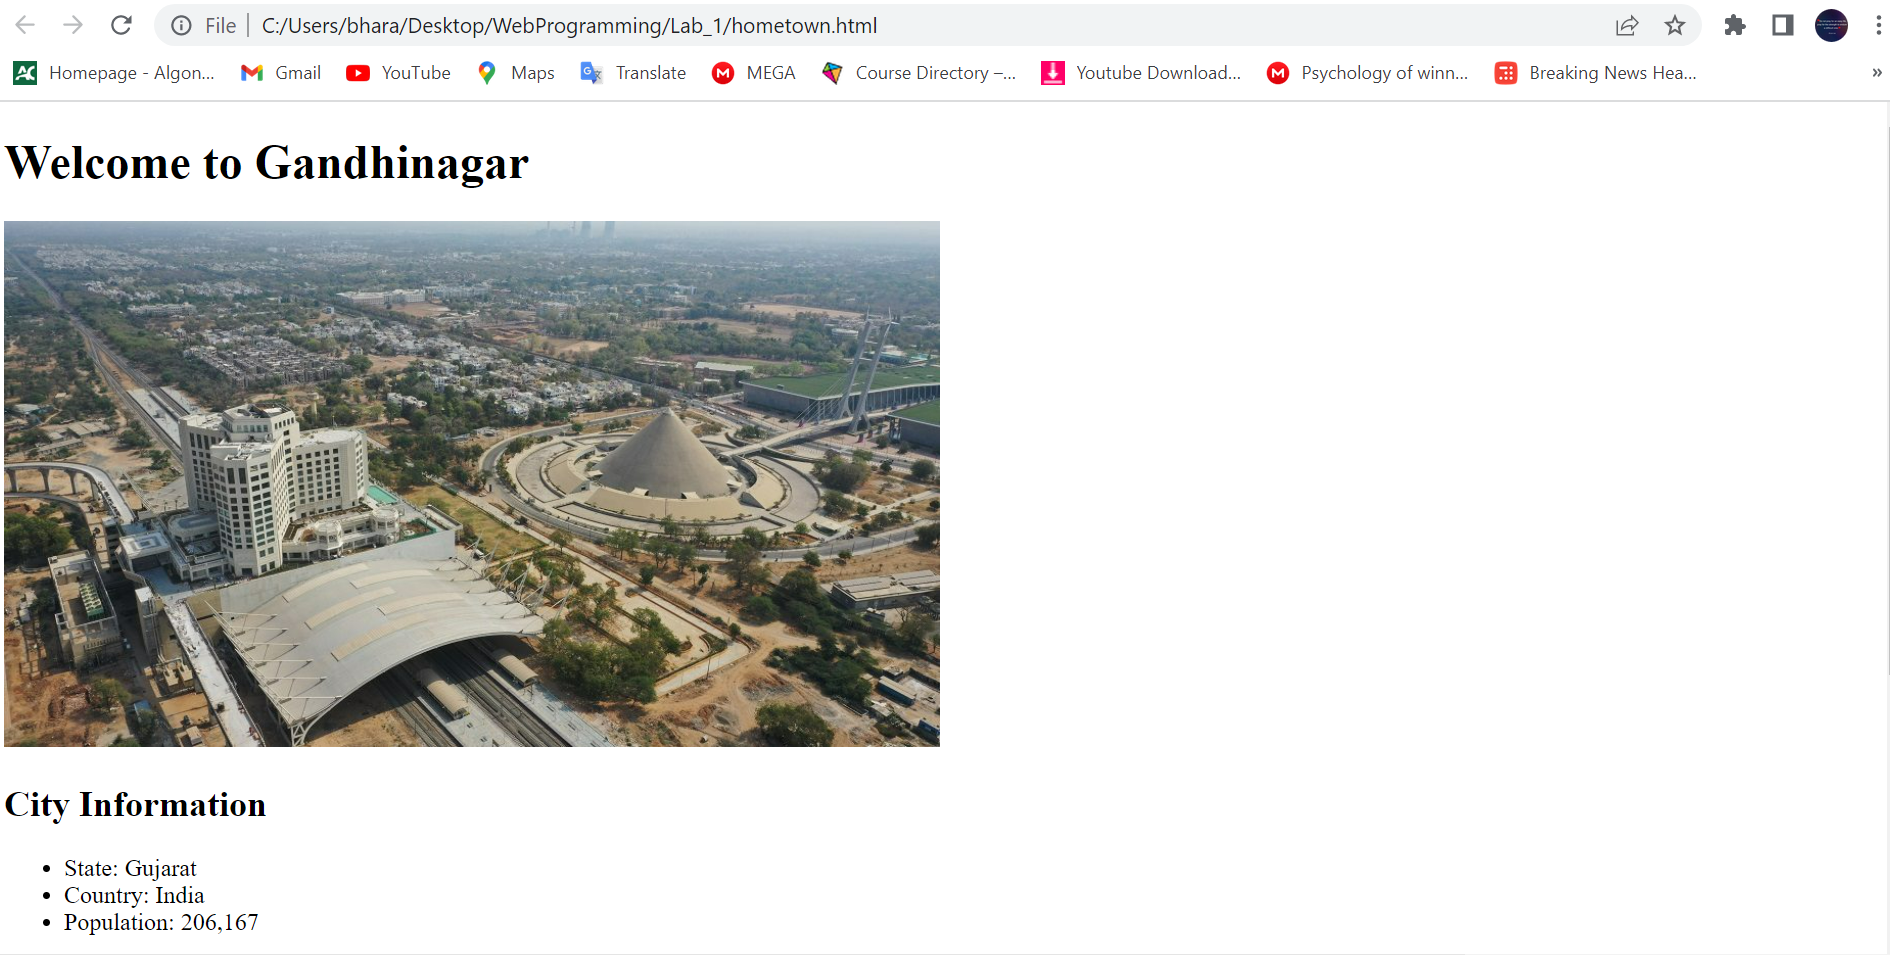 File C:/Users/bhara/Desktop/WebProgramming/Lab_1/hometown.html
Homepage - Algon... Gmail YouTube Maps Translate MEGA Course Directory –... Youtube Download... Psychology of winn... Breaking News Hea... »
Welcome to Gandhinagar
City Information
• State: Gujarat
• Country: India
• Population: 206,167